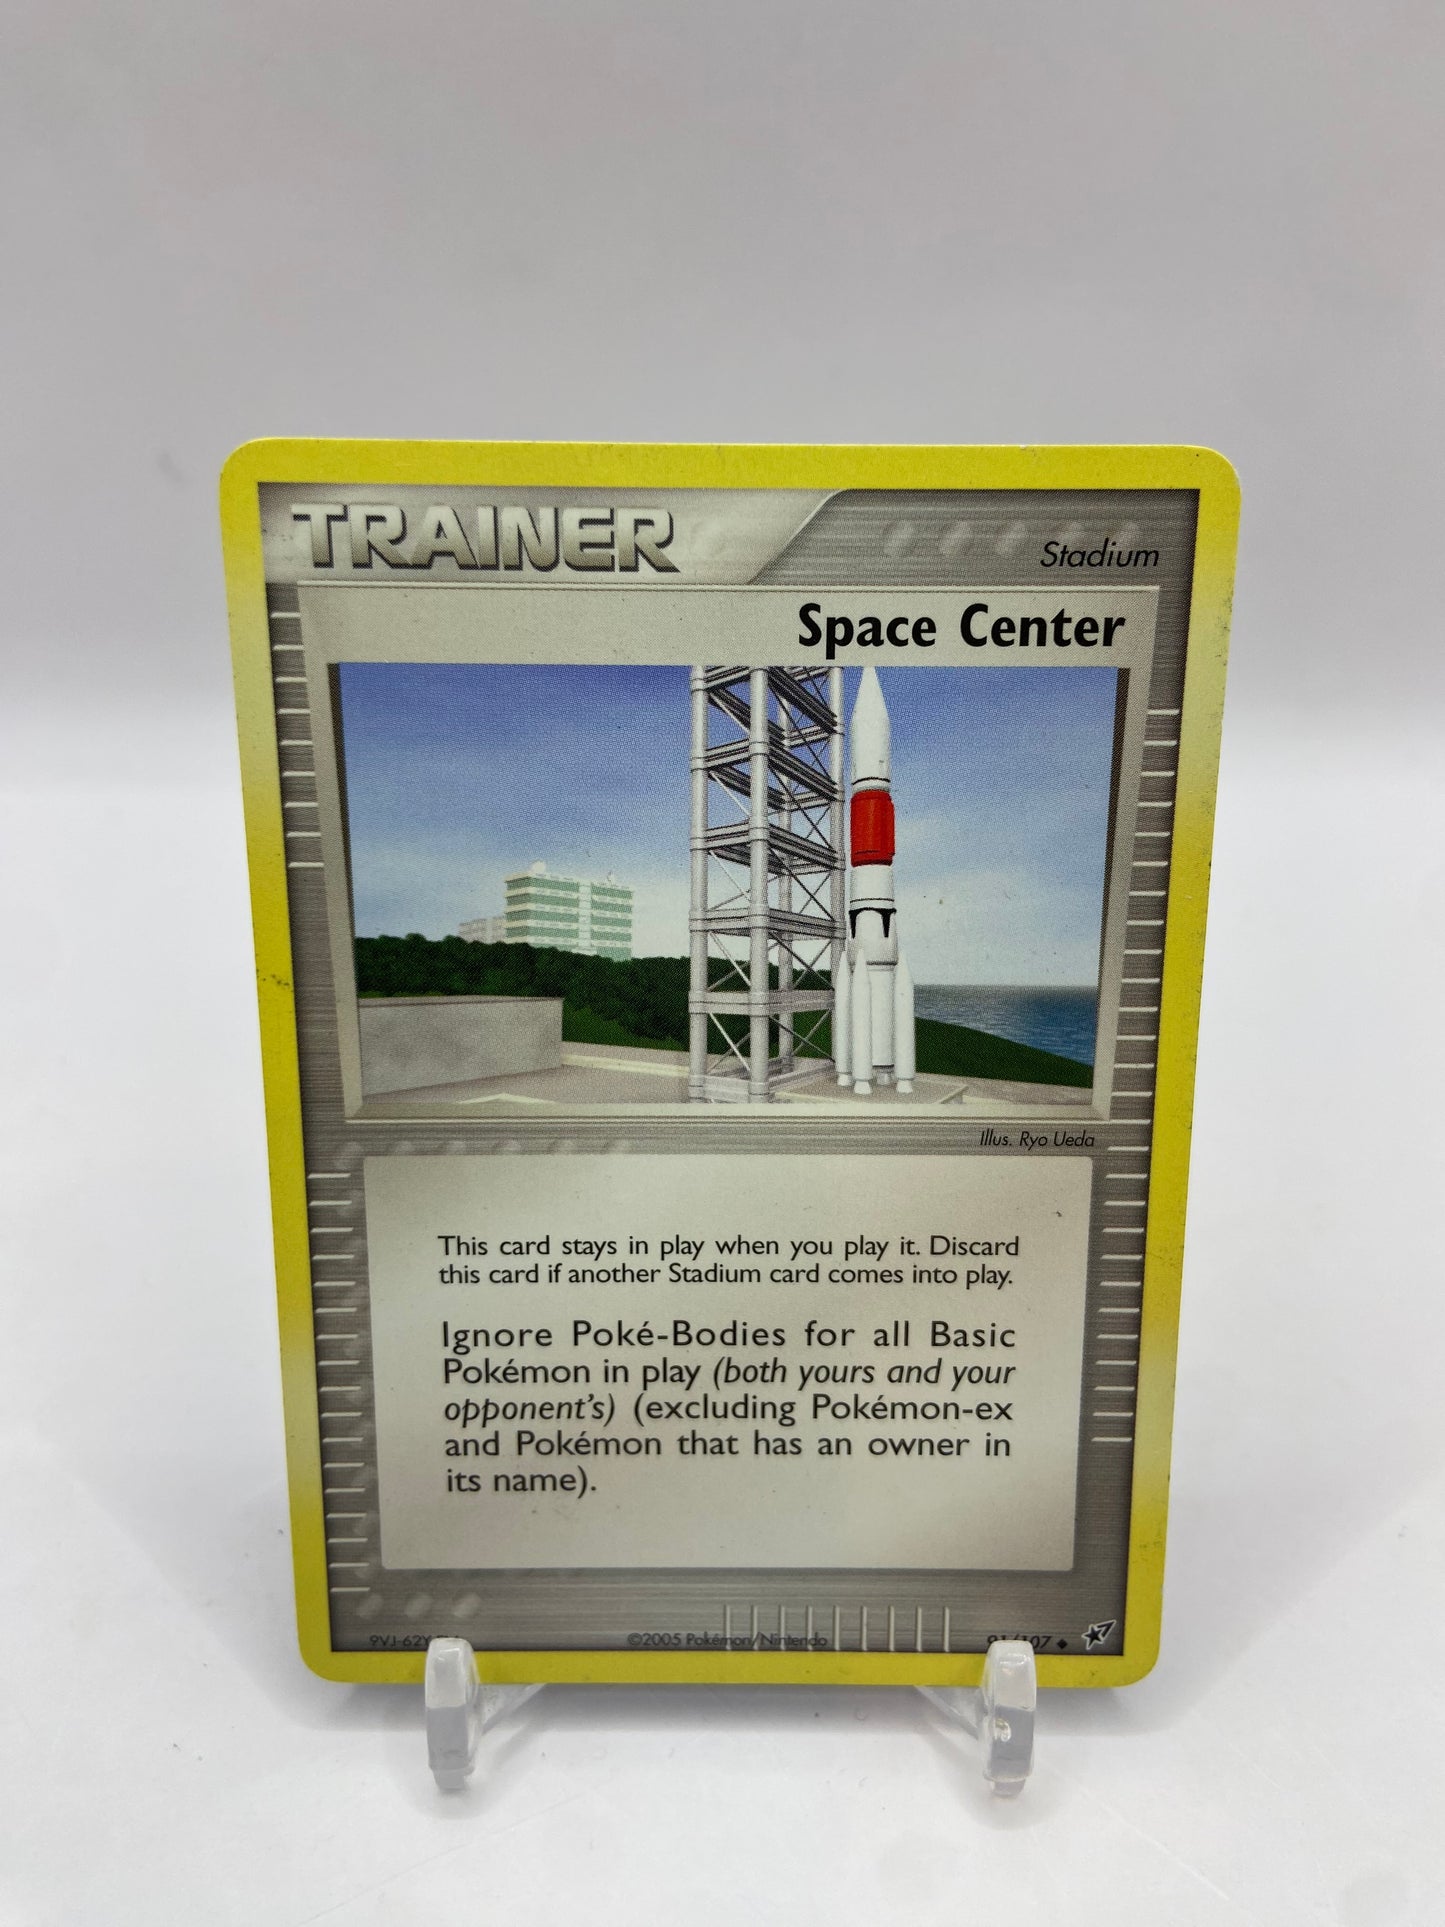 TRAINER
Stadium
Space Center
Illus. Ryo Ueda
This card stays in play when you play it. Discard
this card if another Stadium card comes into play.
Ignore Poké-Bodies for all Basic
Pokémon in play (both yours and your
opponent's) (excluding Pokémon-ex
and Pokémon that has an owner in
its name).
©2005 Pokémon/Nintendo
91/107